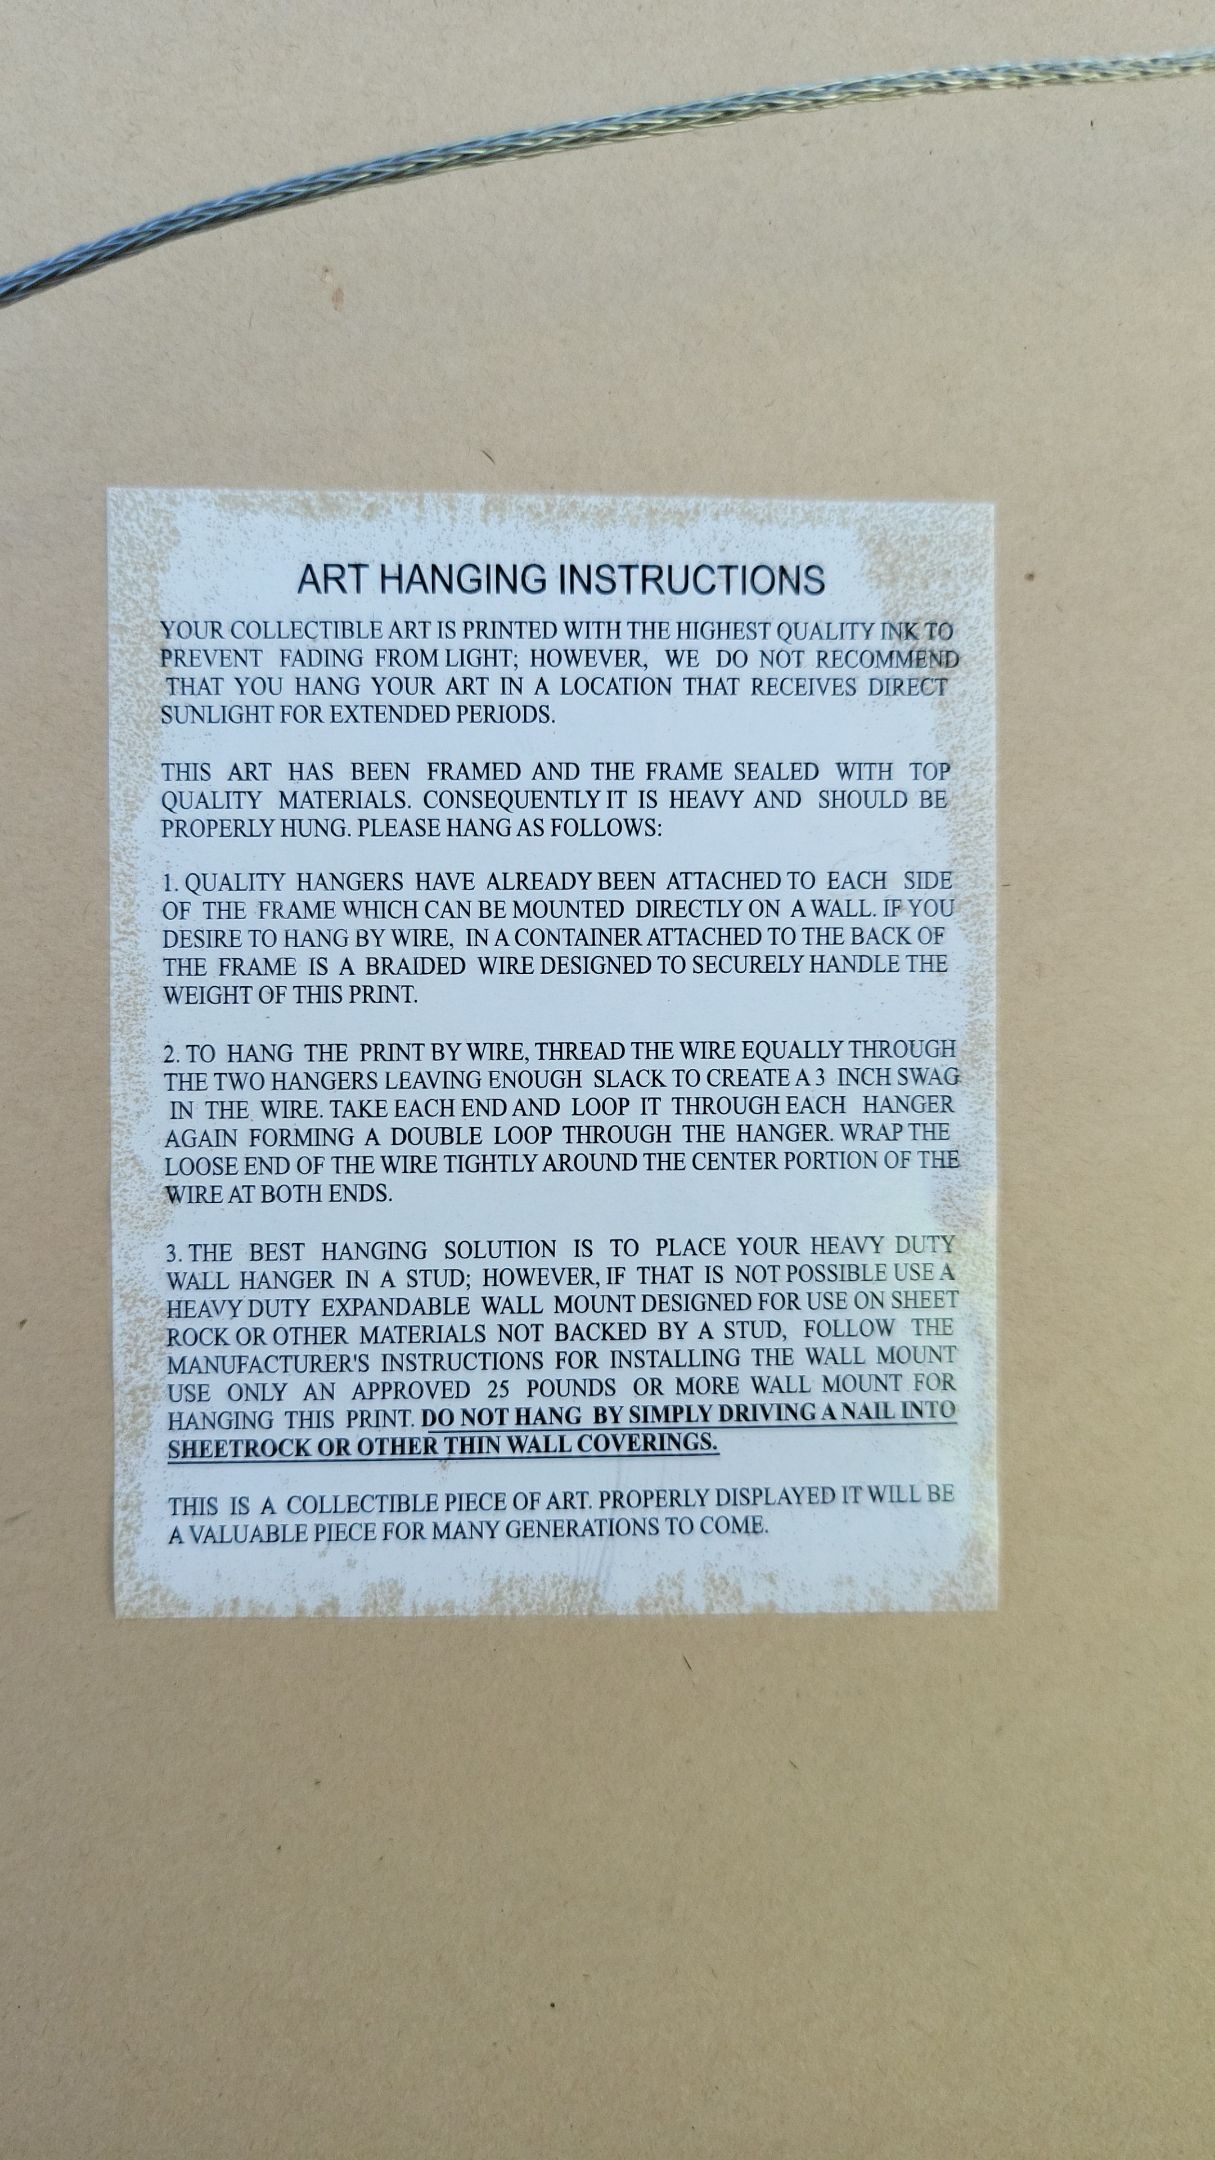 ART HANGING INSTRUCTIONS
YOUR COLLECTIBLE ART IS PRINTED WITH THE HIGHEST QUALITY INK TO
PREVENT FADING FROM LIGHT; HOWEVER, WE DO NOT RECOMMEND
THAT YOU HANG YOUR ART IN A LOCATION THAT RECEIVES DIRECT
SUNLIGHT FOR EXTENDED PERIODS.
THIS ART HAS BEEN FRAMED AND THE FRAME SEALED WITH TOP
QUALITY MATERIALS. CONSEQUENTLY IT IS HEAVY AND SHOULD BE
PROPERLY HUNG. PLEASE HANG AS FOLLOWS:
1. QUALITY HANGERS HAVE ALREADY BEEN ATTACHED TO EACH SIDE
OF THE FRAME WHICH CAN BE MOUNTED DIRECTLY ON A WALL. IF YOU
DESIRE TO HANG BY WIRE, IN A CONTAINER ATTACHED TO THE BACK OF
THE FRAME IS A BRAIDED WIRE DESIGNED TO SECURELY HANDLE THE
WEIGHT OF THIS PRINT.
2. TO HANG THE PRINT BY WIRE, THREAD THE WIRE EQUALLY THROUGH
THE TWO HANGERS LEAVING ENOUGH SLACK TO CREATE A 3 INCH SWAG
IN THE WIRE. TAKE EACH END AND LOOP IT THROUGH EACH HANGER
AGAIN FORMING A DOUBLE LOOP THROUGH THE HANGER. WRAP THE
LOOSE END OF THE WIRE TIGHTLY AROUND THE CENTER PORTION OF THE
WIRE AT BOTH ENDS.
3. THE BEST HANGING SOLUTION IS TO PLACE YOUR HEAVY DUTY
WALL HANGER IN A STUD; HOWEVER, IF THAT IS NOT POSSIBLE USE A
HEAVY DUTY EXPANDABLE WALL MOUNT DESIGNED FOR USE ON SHEET
ROCK OR OTHER MATERIALS NOT BACKED BY A STUD, FOLLOW THE
MANUFACTURER'S INSTRUCTIONS FOR INSTALLING THE WALL MOUNT
USE ONLY AN APPROVED 25 POUNDS OR MORE WALL MOUNT FOR
HANGING THIS PRINT. DO NOT HANG BY SIMPLY DRIVING A NAIL INTO
SHEETROCK OR OTHER THIN WALL COVERINGS.
THIS IS A COLLECTIBLE PIECE OF ART. PROPERLY DISPLAYED IT WILL BE
A VALUABLE PIECE FOR MANY GENERATIONS TO COME.